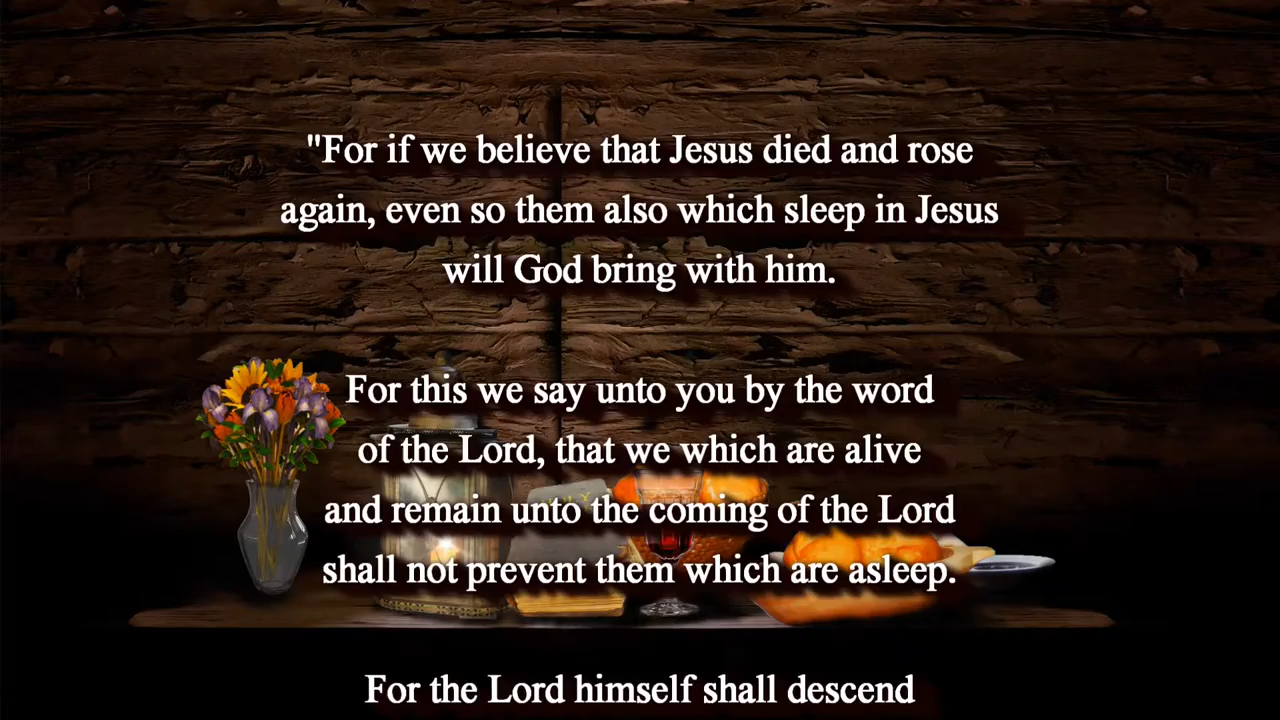 "For if we believe that Jesus died and rose
again, even so them also which sleep in Jesus
will God bring with him.
For this we say unto you by the word
of the Lord, that we which are alive
and remain unto the coming of the Lord
shall not prevent them which are asleep.
For the Lord himself shall descend